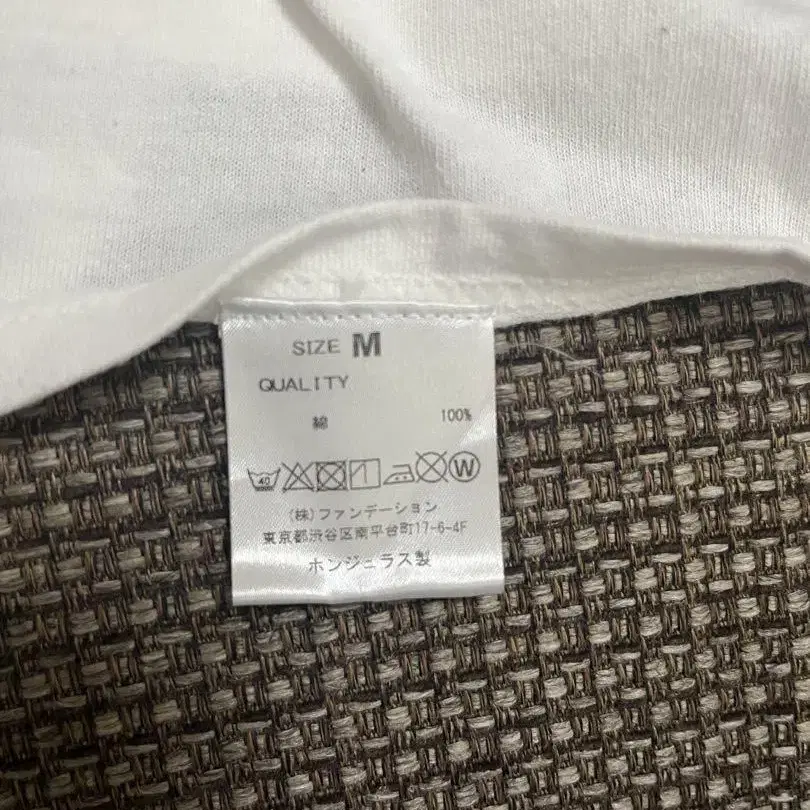 SIZE M
QUALITY
綿 100%
40 W
(株)ファンデーション
東京都渋谷区南平台町17-6-4F
ホンジュラス製